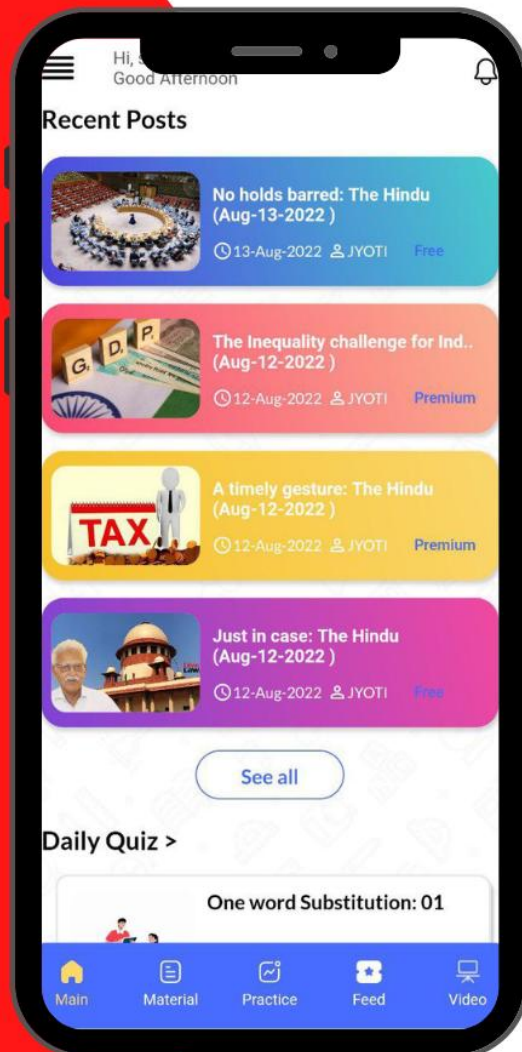 Hi,
Good Afternoon
Recent Posts
No holds barred: The Hindu
(Aug-13-2022 )
13-Aug-2022 JYOTI Free
G D P
The Inequality challenge for Ind..
(Aug-12-2022 )
12-Aug-2022 JYOTI Premium
TAX
A timely gesture: The Hindu
(Aug-12-2022 )
12-Aug-2022 JYOTI Premium
Just in case: The Hindu
(Aug-12-2022 )
12-Aug-2022 JYOTI Free
See all
Daily Quiz >
One word Substitution: 01
Main Material Practice Feed Video